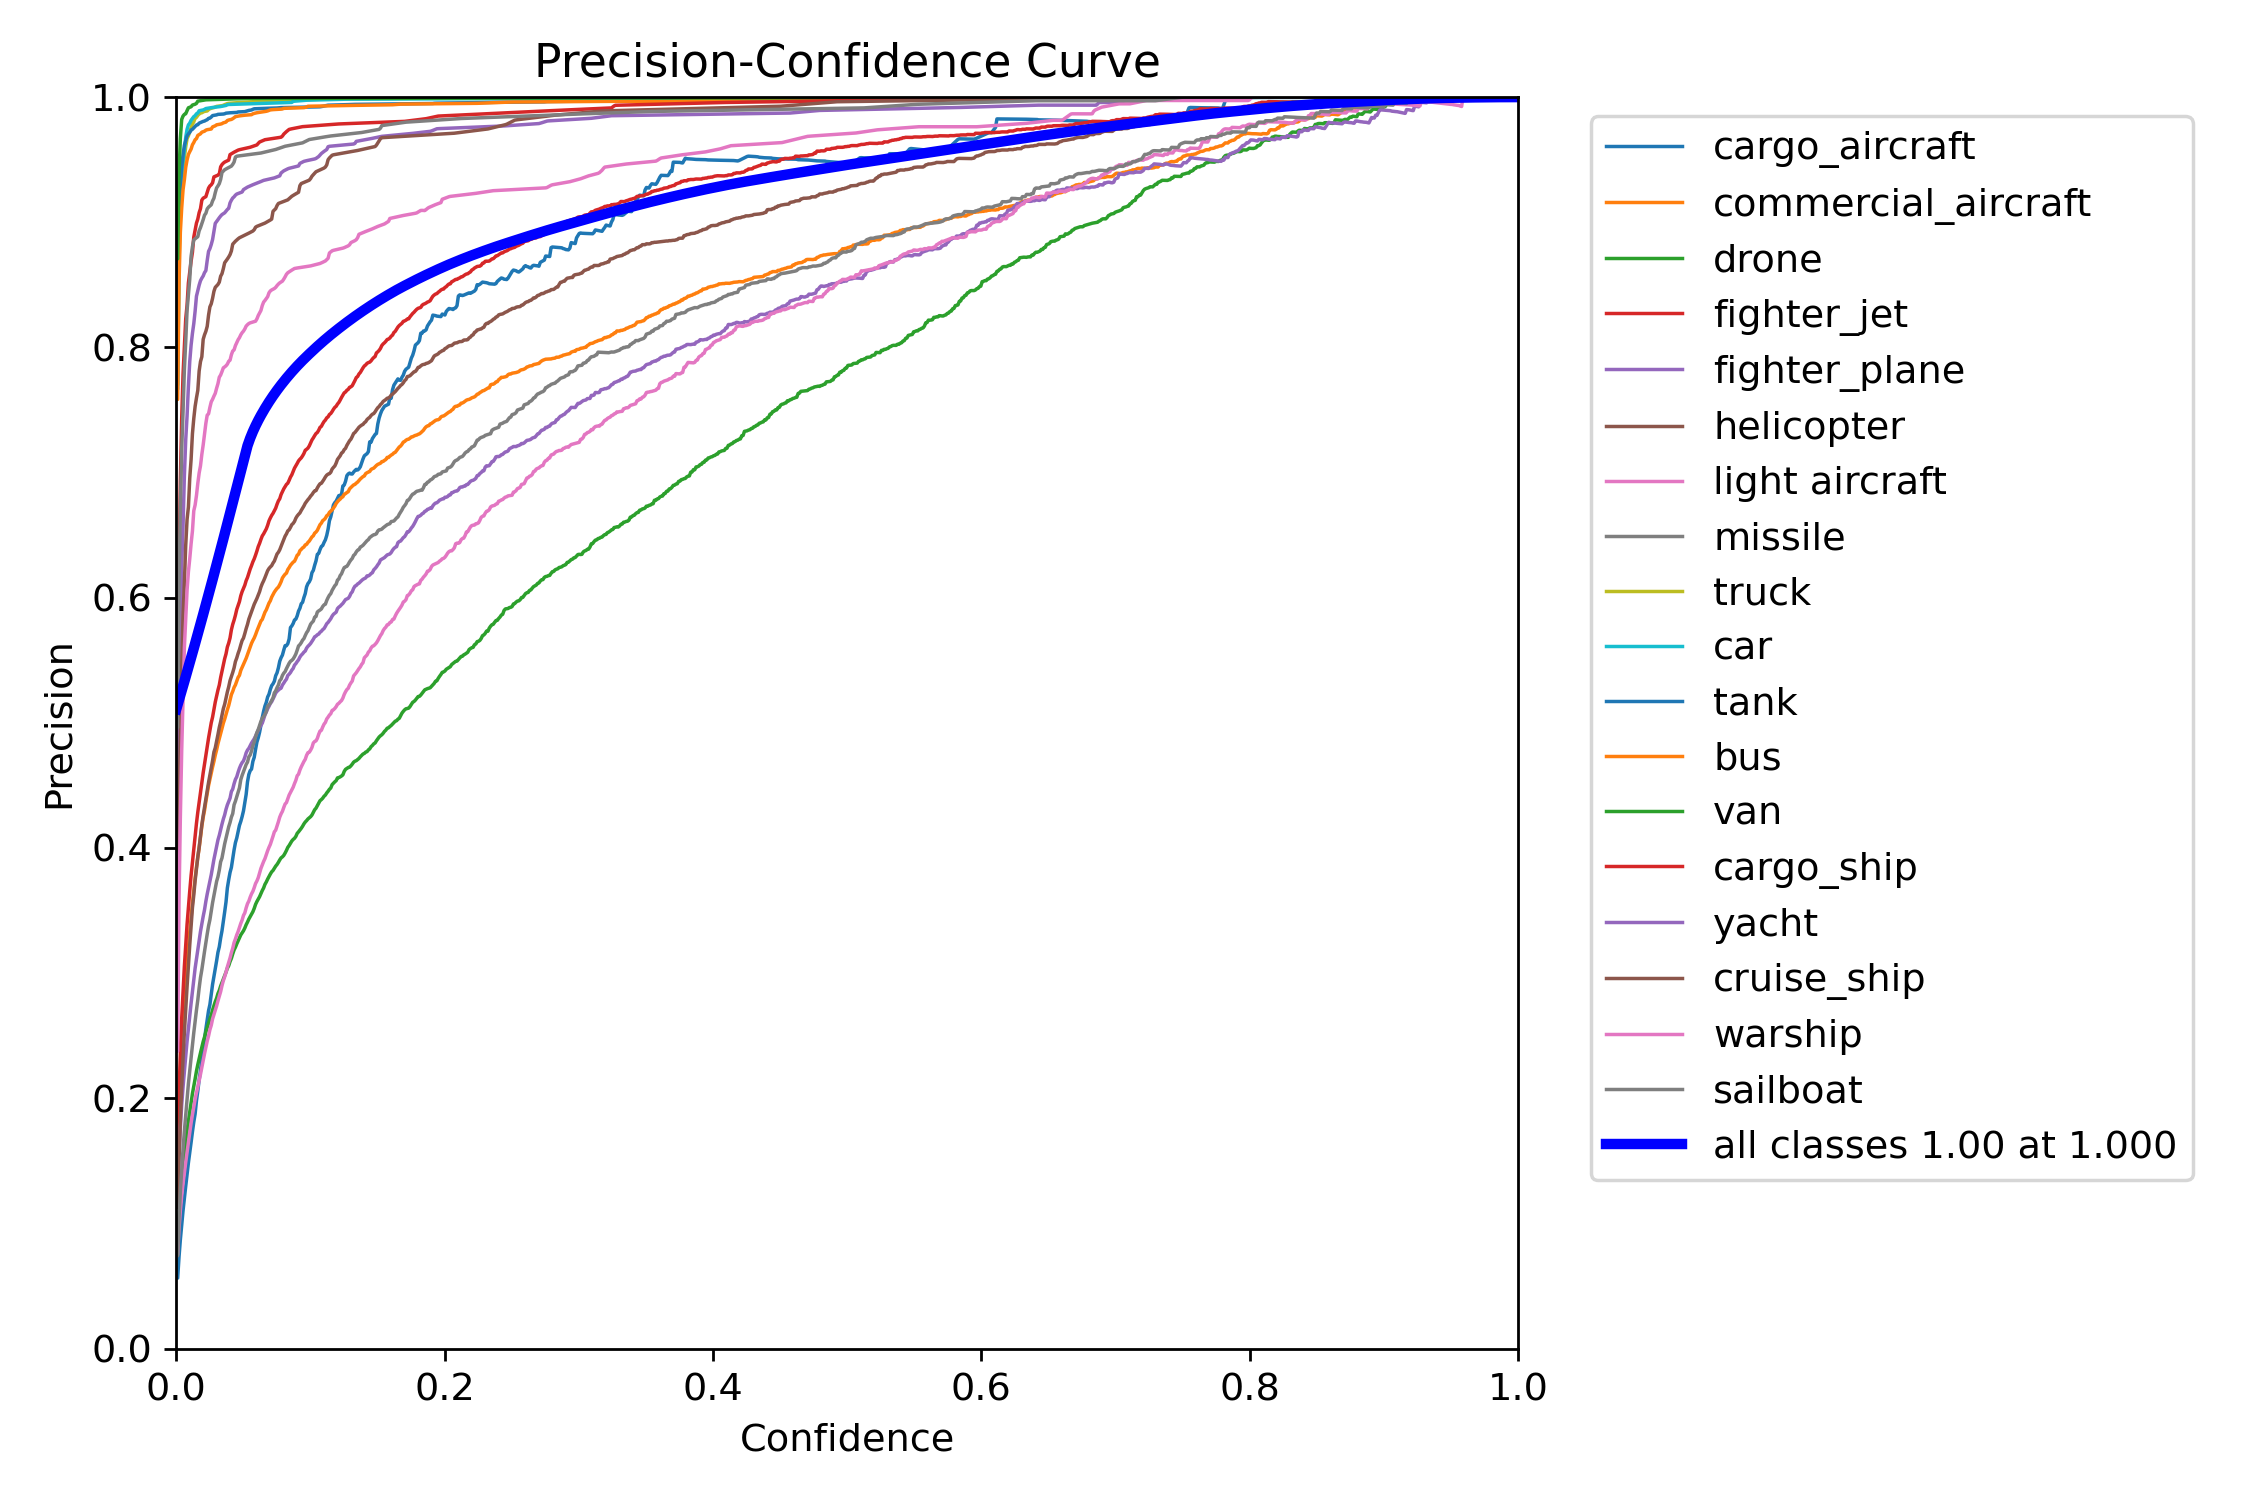 Precision-Confidence Curve
1.0
0.8
0.6
0.4
0.2
0.0
Precision
0.0 0.2 0.4 0.6 0.8 1.0
Confidence
cargo_aircraft
commercial_aircraft
drone
fighter_jet
fighter_plane
helicopter
light aircraft
missile
truck
car
tank
bus
van
cargo_ship
yacht
cruise_ship
warship
sailboat
all classes 1.00 at 1.000